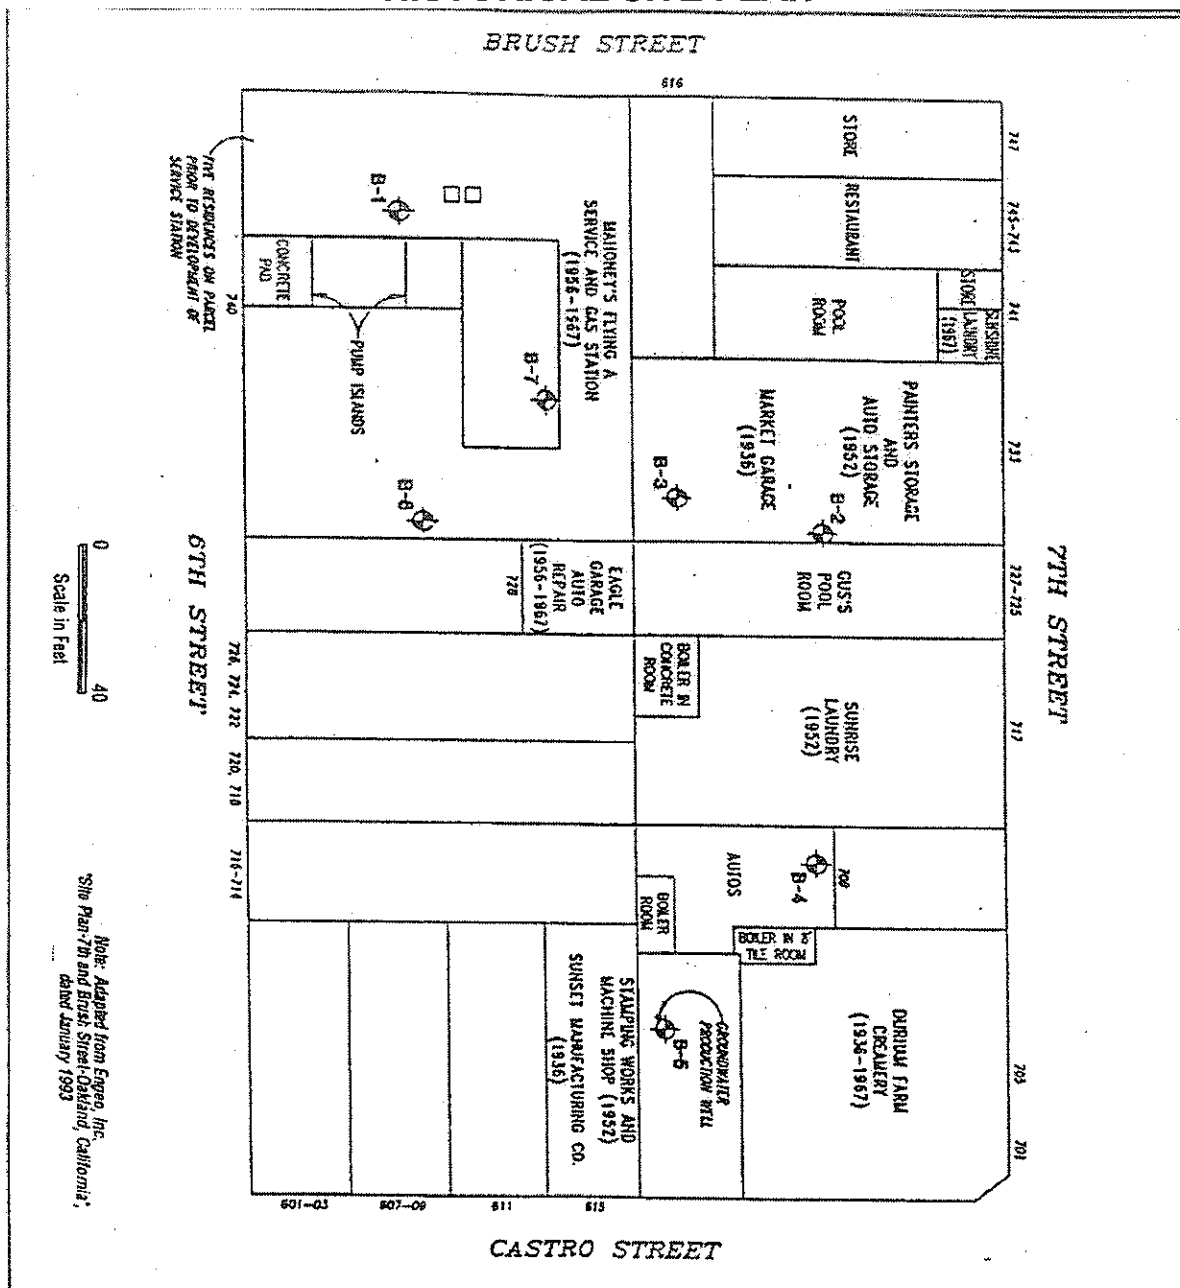 BRUSH STREET
616
747
745-743
741
733
727-725
717
708
705
701
7TH STREET
STORE
RESTAURANT
POOL
ROOM
STORE
SUNSHINE
LAUNDRY
(1967)
PAINTERS STORAGE
AND
AUTO STORAGE
(1952)
MARKET GARAGE
(1936)
B-2
B-3
GUS'S
POOL
ROOM
SUNRISE
LAUNDRY
(1952)
BOILER IN
CONCRETE
ROOM
AUTOS
B-4
BOILER
ROOM
BOILER IN 8"
TILE ROOM
DURHAM FARM
CREAMERY
(1936-1967)
GROUNDWATER
PRODUCTION WELL
B-5
MAHONEY'S FLYING A
SERVICE AND GAS STATION
(1956-1967)
B-1
CONCRETE
PAD
PUMP ISLANDS
B-7
B-6
FIVE RESIDENCES ON PARCEL
PRIOR TO DEVELOPMENT OF
SERVICE STATION
EAGLE
GARAGE
AUTO
REPAIR
(1956-1967)
728
STAMPING WORKS AND
MACHINE SHOP (1952)
SUNSET MANUFACTURING CO.
(1936)
740
726, 724, 722
720, 718
716-714
6TH STREET
601-03
607-09
611
615
CASTRO STREET
0
40
Scale in Feet
Note: Adapted from Engeo, Inc.
"Site Plan-7th and Brush Street-Oakland, California",
dated January 1993